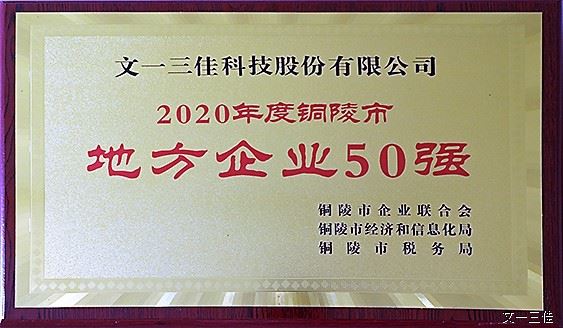 文一三佳科技股份有限公司
2020年度铜陵市
地方企业50强
铜陵市企业联合会
铜陵市经济和信息化局
铜陵市税务局
文一三佳